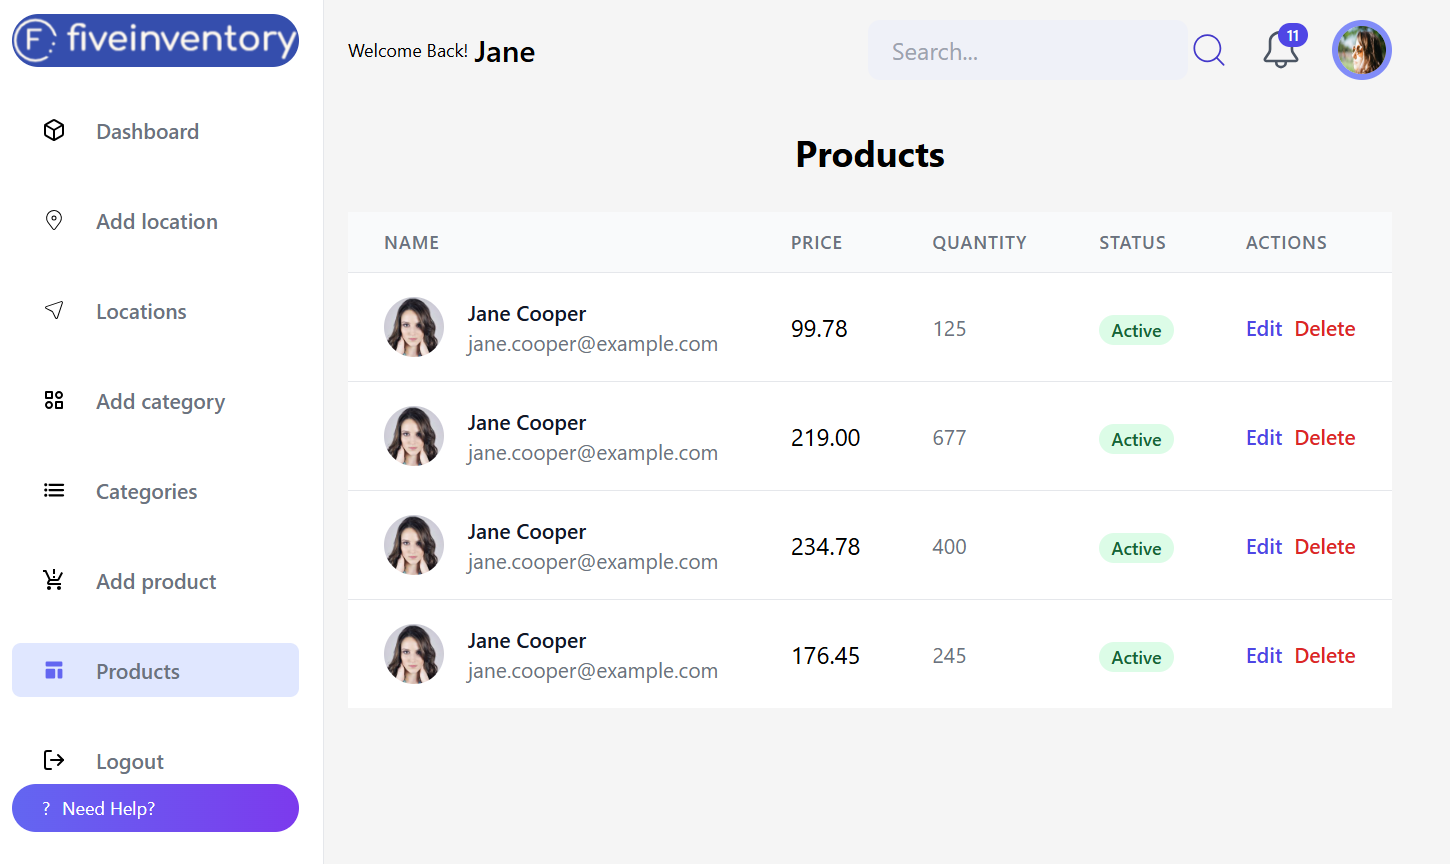 F fiveinventory
Dashboard
Add location
Locations
Add category
Categories
Add product
Products
Logout
? Need Help?
Welcome Back! Jane
Search...
11
Products
NAME PRICE QUANTITY STATUS ACTIONS
Jane Cooper
jane.cooper@example.com
99.78 125 Active Edit Delete
Jane Cooper
jane.cooper@example.com
219.00 677 Active Edit Delete
Jane Cooper
jane.cooper@example.com
234.78 400 Active Edit Delete
Jane Cooper
jane.cooper@example.com
176.45 245 Active Edit Delete